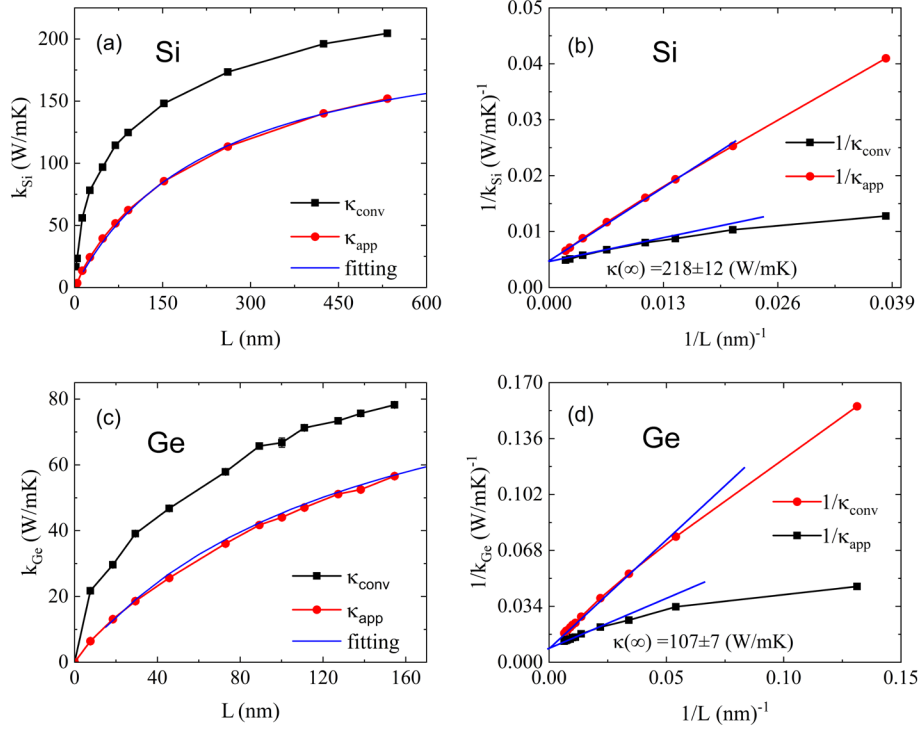 (a)
Si
200
150
100
50
0
k_Si (W/mK)
κ_conv
κ_app
fitting
0
150
300
450
600
L (nm)
(b)
Si
0.04
0.03
0.02
0.01
0.00
1/k_Si (W/mK)^-1
1/κ_conv
1/κ_app
κ(∞) =218±12 (W/mK)
0.000
0.013
0.026
0.039
1/L (nm)^-1
(c)
Ge
80
60
40
20
0
k_Ge (W/mK)
κ_conv
κ_app
fitting
0
40
80
120
160
L (nm)
(d)
Ge
0.170
0.136
0.102
0.068
0.034
0.000
1/k_Ge (W/mK)^-1
1/κ_conv
1/κ_app
κ(∞) =107±7 (W/mK)
0.00
0.05
0.10
0.15
1/L (nm)^-1